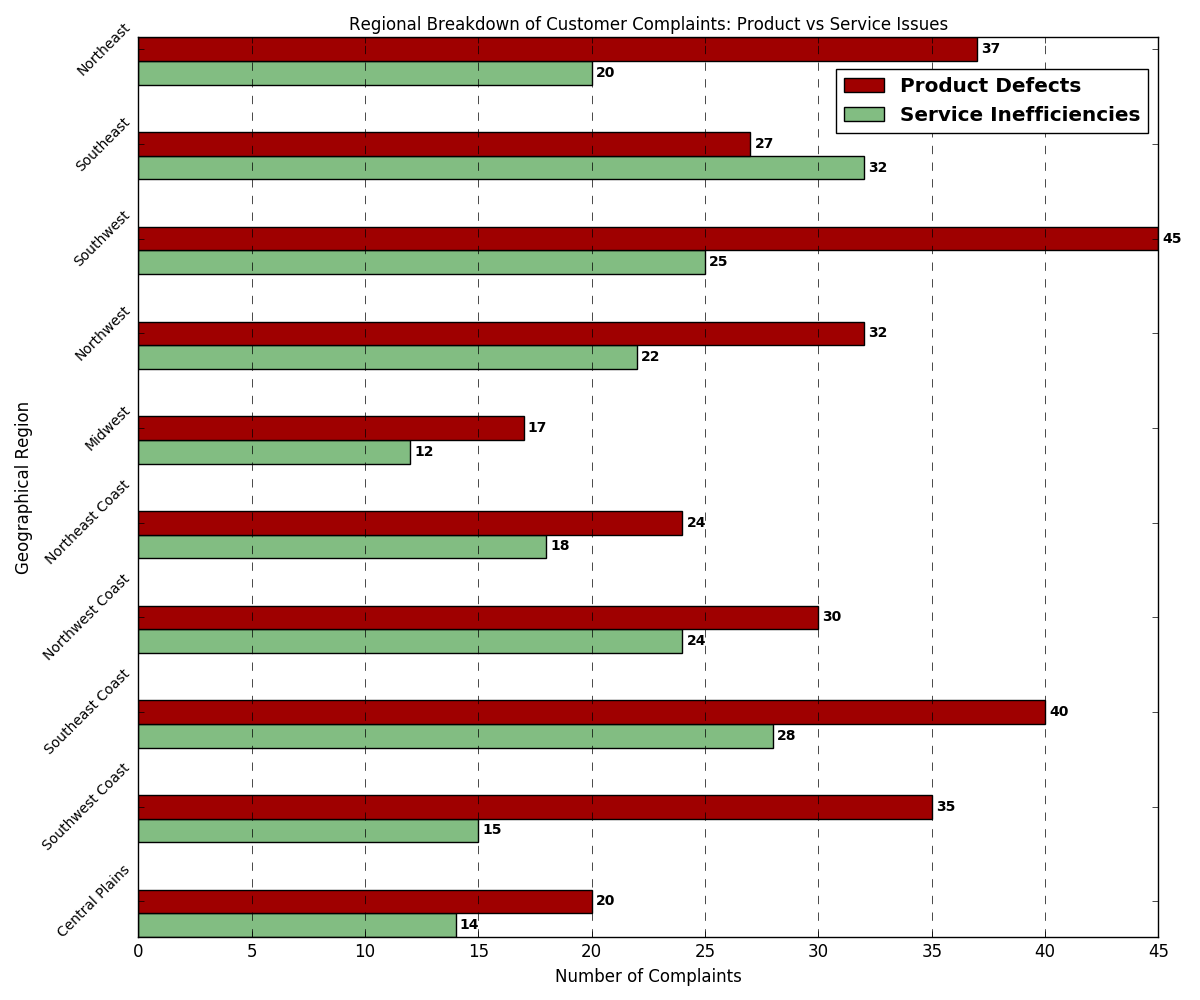 Regional Breakdown of Customer Complaints: Product vs Service Issues
Northeast
37
20
Product Defects
Service Inefficiencies
Southeast
27
32
Southwest
45
25
Northwest
32
22
Midwest
17
12
Northeast Coast
24
18
Northwest Coast
30
24
Southeast Coast
40
28
Southwest Coast
35
15
Central Plains
20
14
Geographical Region
0 5 10 15 20 25 30 35 40 45
Number of Complaints